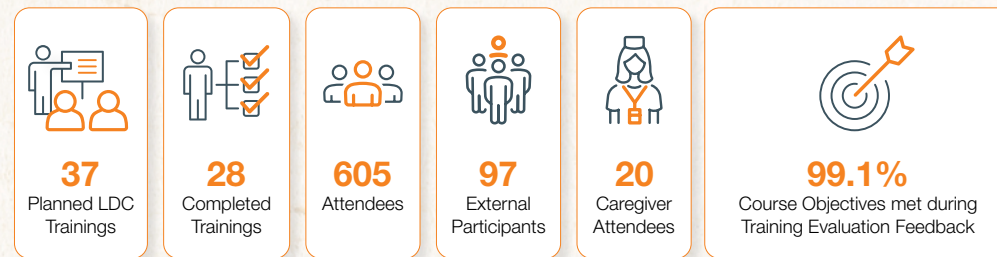 37
Planned LDC
Trainings
28
Completed
Trainings
605
Attendees
97
External
Participants
20
Caregiver
Attendees
99.1%
Course Objectives met during
Training Evaluation Feedback